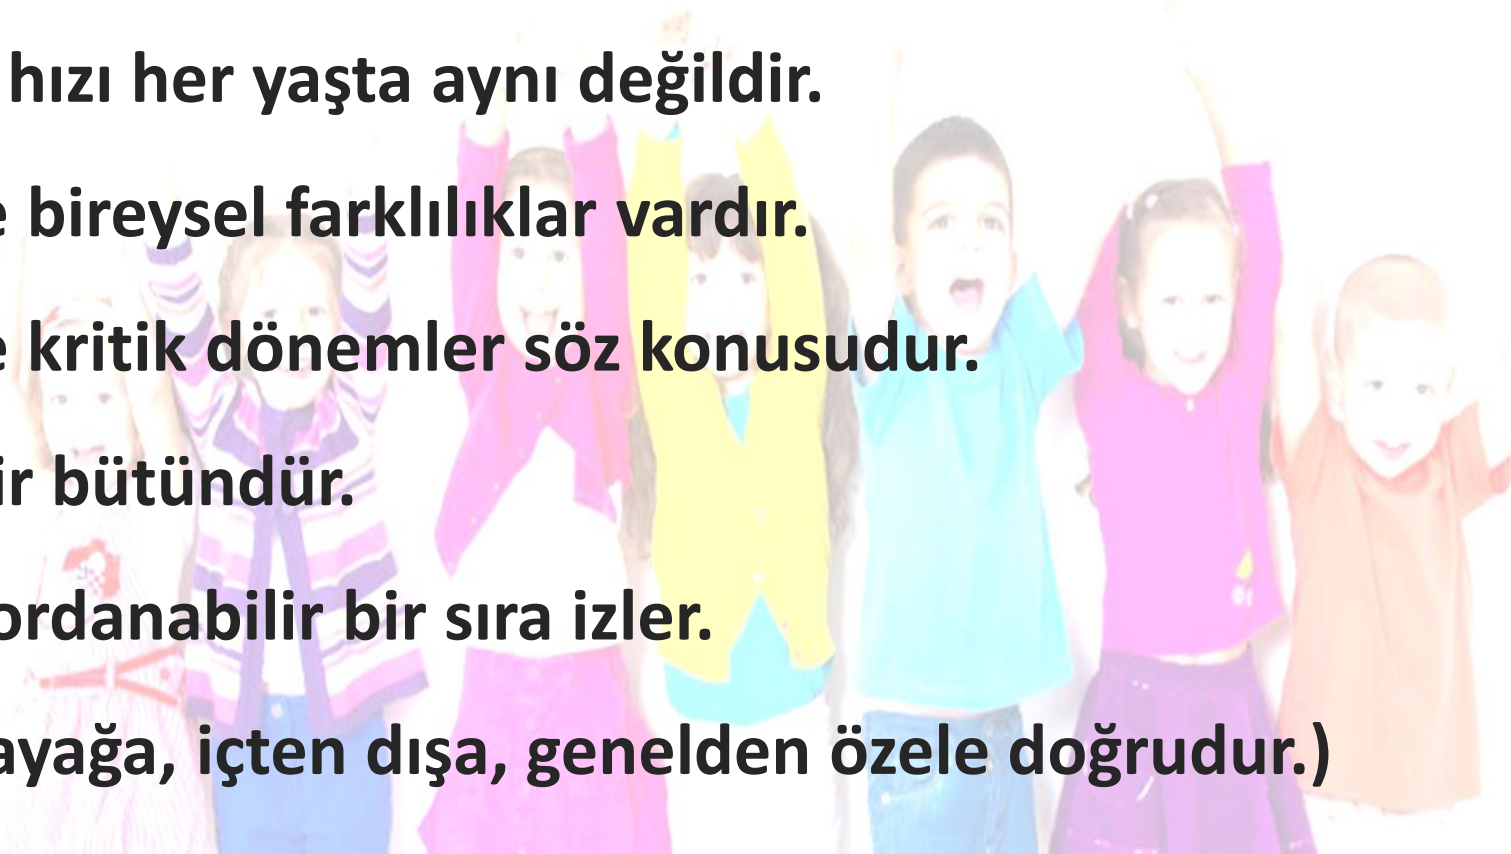 hızı her yaşta aynı değildir.
e bireysel farklılıklar vardır.
e kritik dönemler söz konusudur.
ir bütündür.
ordanabilir bir sıra izler.
ayağa, içten dışa, genelden özele doğrudur.)